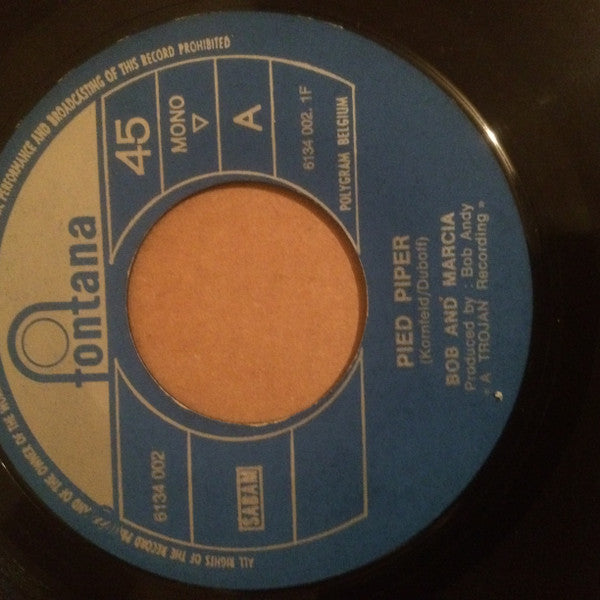 fontana
45
MONO
A
6134 002. 1F
POLYGRAM BELGIUM
6134 002
SABAM
PIED PIPER
(Kornfeld/Duboff)
BOB AND MARCIA
Produced by : Bob Andy
« A TROJAN Recording »
ALL RIGHTS OF THE RECORD AND OF THE OWNER OF THE PERFORMANCE AND BROADCASTING OF THIS RECORD PROHIBITED